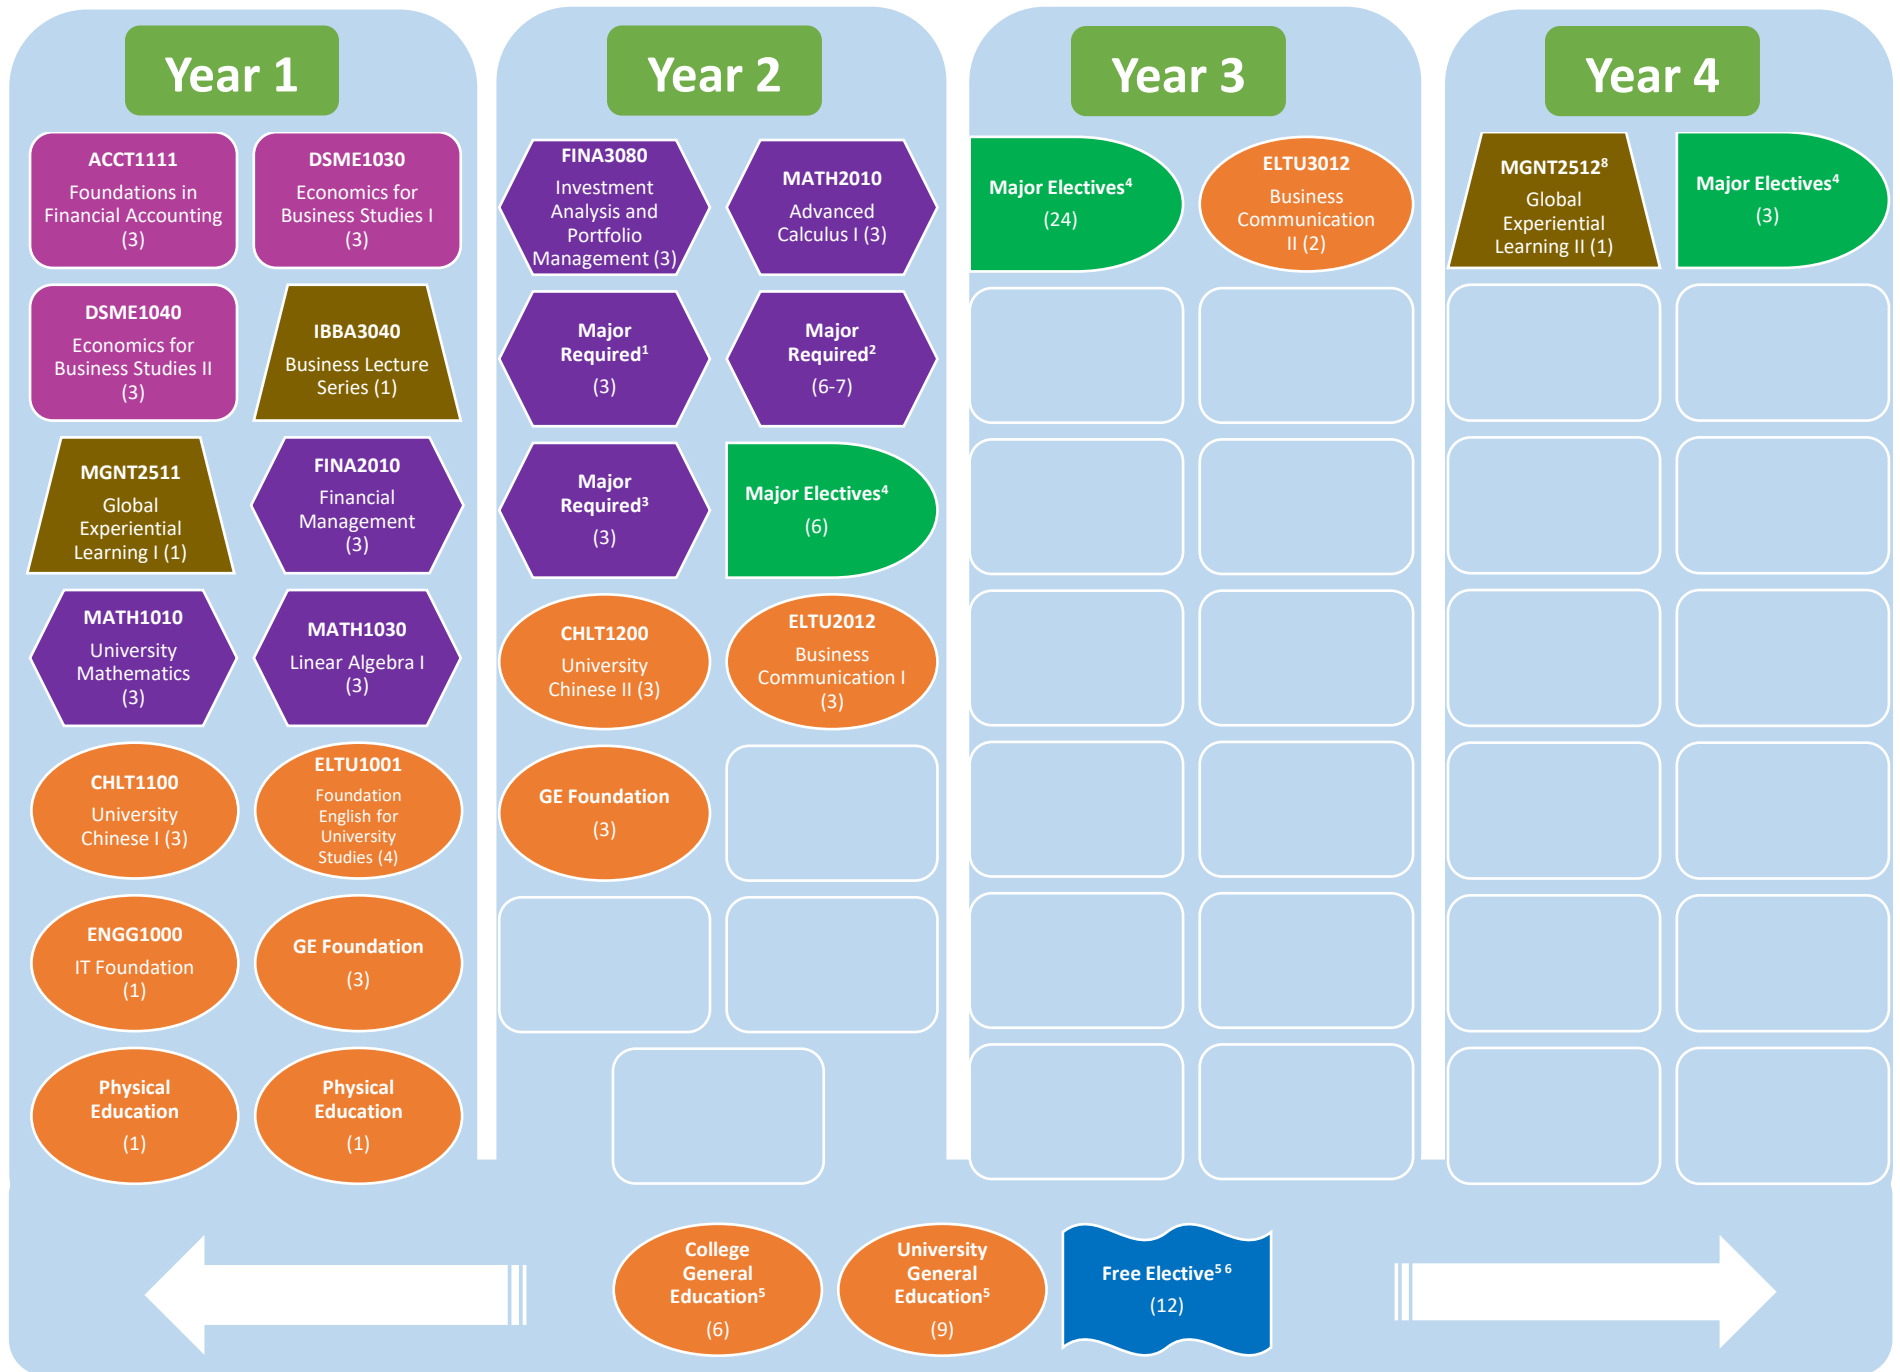 Year 1
ACCT1111
Foundations in
Financial Accounting
(3)
DSME1030
Economics for
Business Studies I
(3)
DSME1040
Economics for
Business Studies II
(3)
IBBA3040
Business Lecture
Series (1)
MGNT2511
Global
Experiential
Learning I (1)
FINA2010
Financial
Management
(3)
MATH1010
University
Mathematics
(3)
MATH1030
Linear Algebra I
(3)
CHLT1100
University
Chinese I (3)
ELTU1001
Foundation
English for
University
Studies (4)
ENGG1000
IT Foundation
(1)
GE Foundation
(3)
Physical
Education
(1)
Physical
Education
(1)
Year 2
FINA3080
Investment
Analysis and
Portfolio
Management (3)
MATH2010
Advanced
Calculus I (3)
Major
Required¹
(3)
Major
Required²
(6-7)
Major
Required³
(3)
Major Electives⁴
(6)
CHLT1200
University
Chinese II (3)
ELTU2012
Business
Communication I
(3)
GE Foundation
(3)
Year 3
Major Electives⁴
(24)
ELTU3012
Business
Communication
II (2)
Year 4
MGNT2512⁸
Global
Experiential
Learning II (1)
Major Electives⁴
(3)
College
General
Education⁵
(6)
University
General
Education⁵
(9)
Free Elective⁵ ⁶
(12)